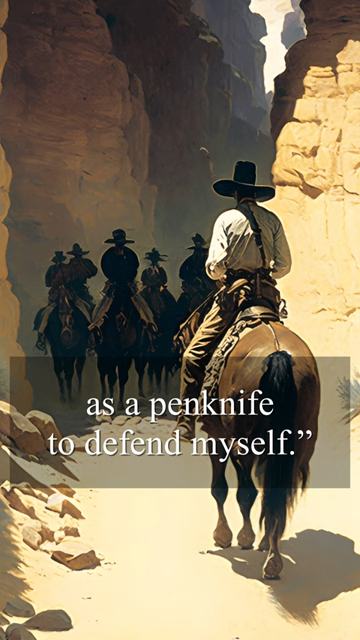 as a penknife
to defend myself.”